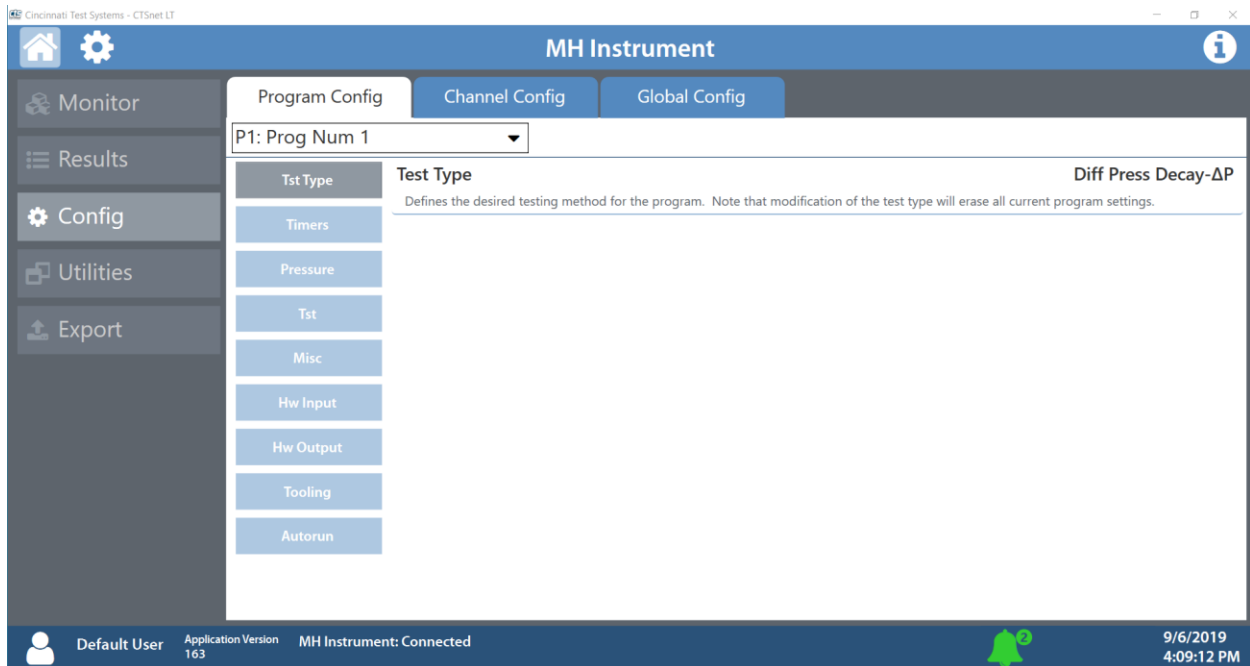 Cincinnati Test Systems - CTSnet LT
MH Instrument
Monitor
Results
Config
Utilities
Export
Program Config
Channel Config
Global Config
P1: Prog Num 1
Tst Type
Timers
Pressure
Tst
Misc
Hw Input
Hw Output
Tooling
Autorun
Test Type
Diff Press Decay-ΔP
Defines the desired testing method for the program. Note that modification of the test type will erase all current program settings.
Default User
Application Version
163
MH Instrument: Connected
2
9/6/2019
4:09:12 PM